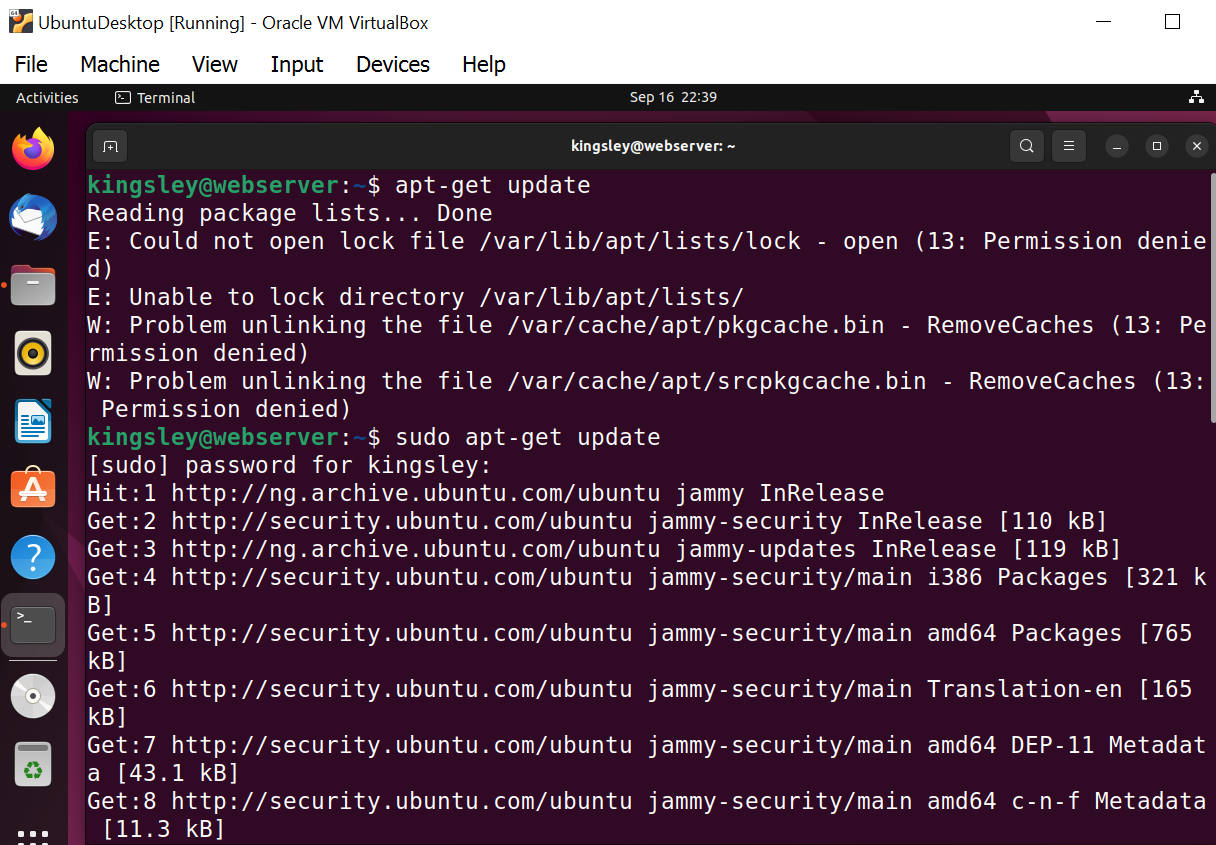 UbuntuDesktop [Running] - Oracle VM VirtualBox
File Machine View Input Devices Help
Activities Terminal Sep 16 22:39
kingsley@webserver: ~
kingsley@webserver:~$ apt-get update
Reading package lists... Done
E: Could not open lock file /var/lib/apt/lists/lock - open (13: Permission denie
d)
E: Unable to lock directory /var/lib/apt/lists/
W: Problem unlinking the file /var/cache/apt/pkgcache.bin - RemoveCaches (13: Pe
rmission denied)
W: Problem unlinking the file /var/cache/apt/srcpkgcache.bin - RemoveCaches (13:
 Permission denied)
kingsley@webserver:~$ sudo apt-get update
[sudo] password for kingsley:
Hit:1 http://ng.archive.ubuntu.com/ubuntu jammy InRelease
Get:2 http://security.ubuntu.com/ubuntu jammy-security InRelease [110 kB]
Get:3 http://ng.archive.ubuntu.com/ubuntu jammy-updates InRelease [119 kB]
Get:4 http://security.ubuntu.com/ubuntu jammy-security/main i386 Packages [321 k
B]
Get:5 http://security.ubuntu.com/ubuntu jammy-security/main amd64 Packages [765
kB]
Get:6 http://security.ubuntu.com/ubuntu jammy-security/main Translation-en [165
kB]
Get:7 http://security.ubuntu.com/ubuntu jammy-security/main amd64 DEP-11 Metadat
a [43.1 kB]
Get:8 http://security.ubuntu.com/ubuntu jammy-security/main amd64 c-n-f Metadata
 [11.3 kB]